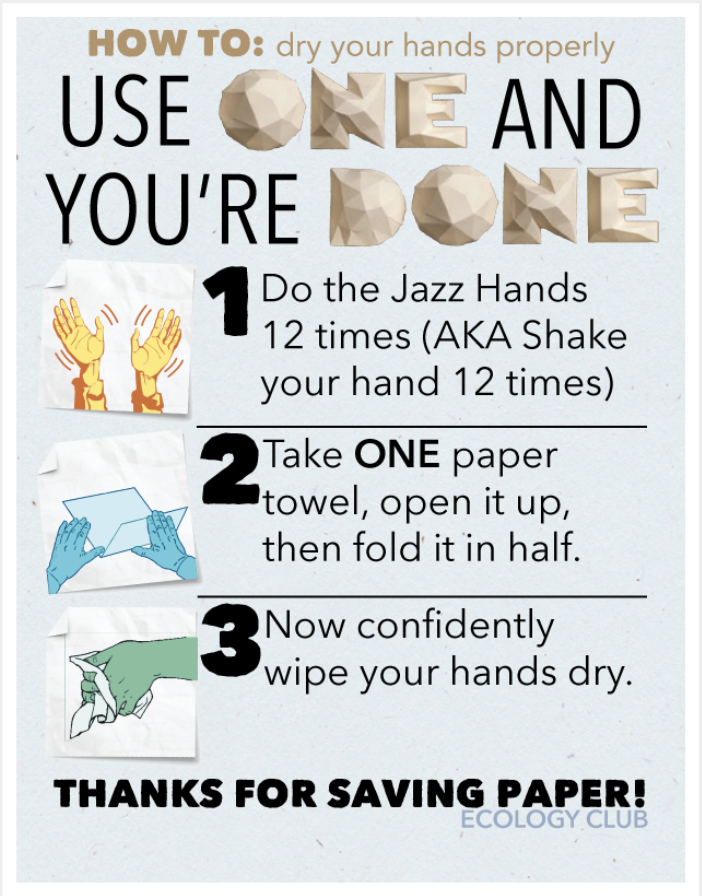 HOW TO: dry your hands properly
USE ONE AND
YOU'RE DONE
1 Do the Jazz Hands
12 times (AKA Shake
your hand 12 times)
2 Take ONE paper
towel, open it up,
then fold it in half.
3 Now confidently
wipe your hands dry.
THANKS FOR SAVING PAPER!
ECOLOGY CLUB